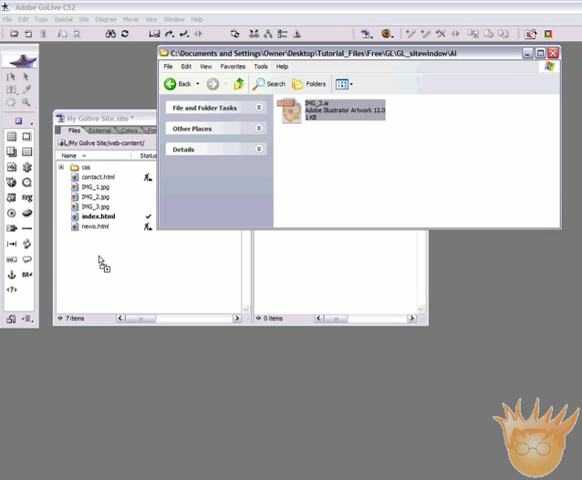 Adobe GoLive CS2
File Edit Type Site Diagram Movie View Window Help
C:\Documents and Settings\Owner\Desktop\Tutorial_Files\Free\GL\GL_sitewindow\AI
File Edit View Favorites Tools Help
Back Search Folders
File and Folder Tasks
Other Places
Details
IMG_3.ai
Adobe Illustrator Artwork 12.0
1 KB
My Golive Site.site *
Files External Colors
/My Golive Site/web-content/
Name Status
css
contact.html
IMG_1.jpg
IMG_2.jpg
IMG_3.jpg
index.html
news.html
7 items
0 items